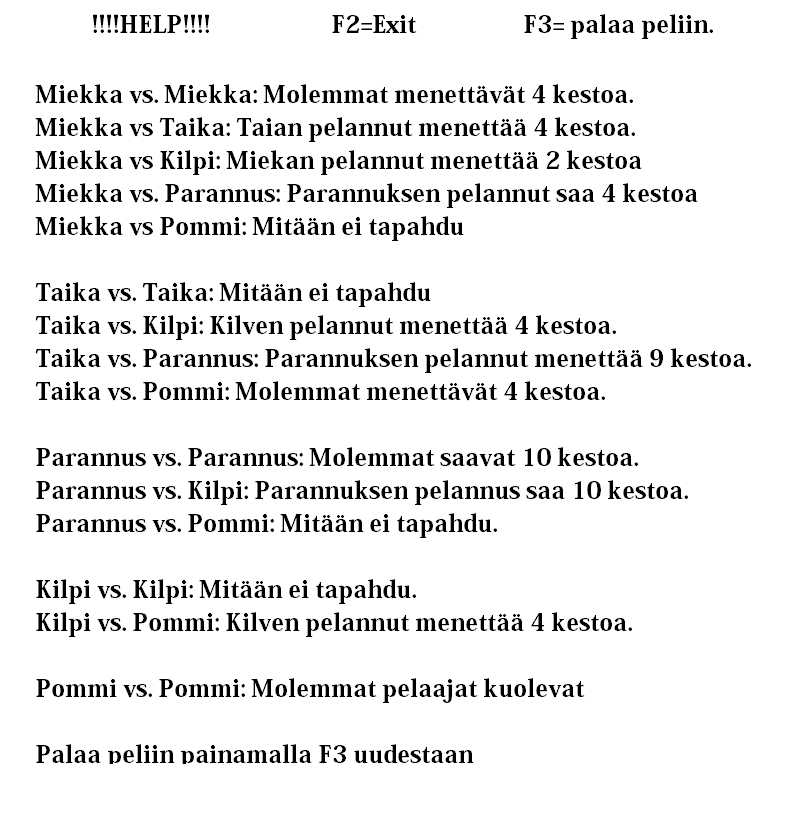 !!!!HELP!!!! F2=Exit F3= palaa peliin.
Miekka vs. Miekka: Molemmat menettävät 4 kestoa.
Miekka vs Taika: Taian pelannut menettää 4 kestoa.
Miekka vs Kilpi: Miekan pelannut menettää 2 kestoa
Miekka vs. Parannus: Parannuksen pelannut saa 4 kestoa
Miekka vs Pommi: Mitään ei tapahdu
Taika vs. Taika: Mitään ei tapahdu
Taika vs. Kilpi: Kilven pelannut menettää 4 kestoa.
Taika vs. Parannus: Parannuksen pelannut menettää 9 kestoa.
Taika vs. Pommi: Molemmat menettävät 4 kestoa.
Parannus vs. Parannus: Molemmat saavat 10 kestoa.
Parannus vs. Kilpi: Parannuksen pelannus saa 10 kestoa.
Parannus vs. Pommi: Mitään ei tapahdu.
Kilpi vs. Kilpi: Mitään ei tapahdu.
Kilpi vs. Pommi: Kilven pelannut menettää 4 kestoa.
Pommi vs. Pommi: Molemmat pelaajat kuolevat
Palaa peliin painamalla F3 uudestaan